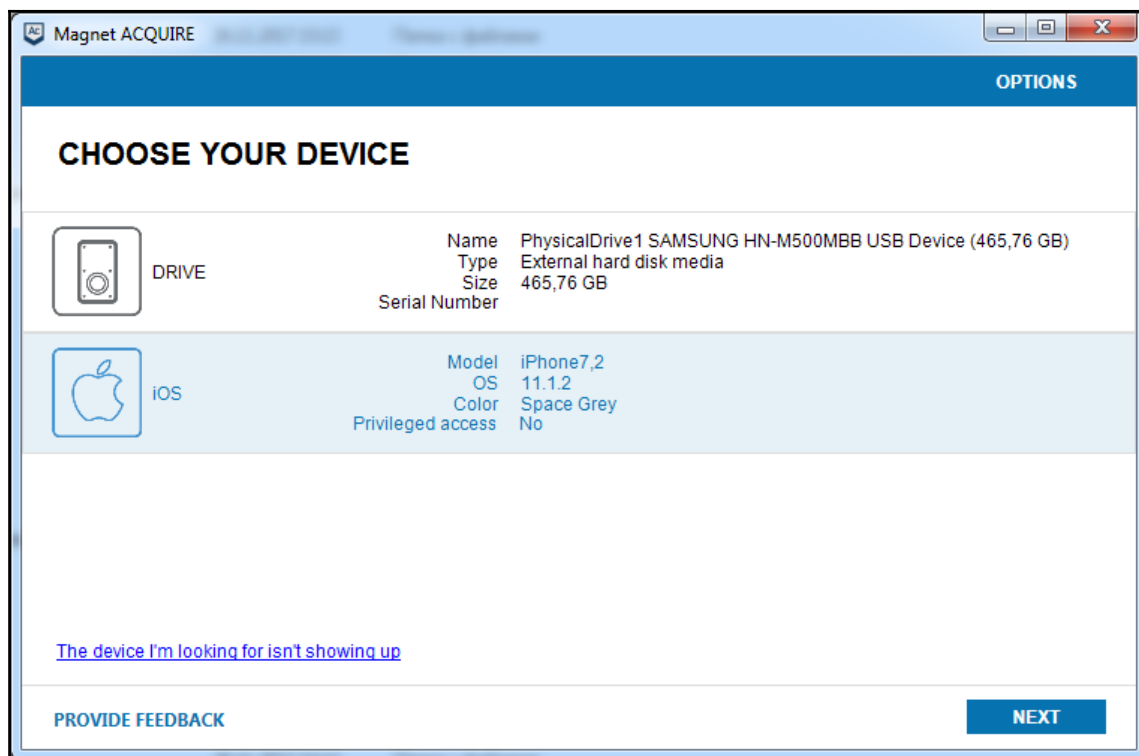 Magnet ACQUIRE
OPTIONS
CHOOSE YOUR DEVICE
DRIVE
Name PhysicalDrive1 SAMSUNG HN-M500MBB USB Device (465,76 GB)
Type External hard disk media
Size 465,76 GB
Serial Number
iOS
Model iPhone7,2
OS 11.1.2
Color Space Grey
Privileged access No
The device I'm looking for isn't showing up
PROVIDE FEEDBACK
NEXT